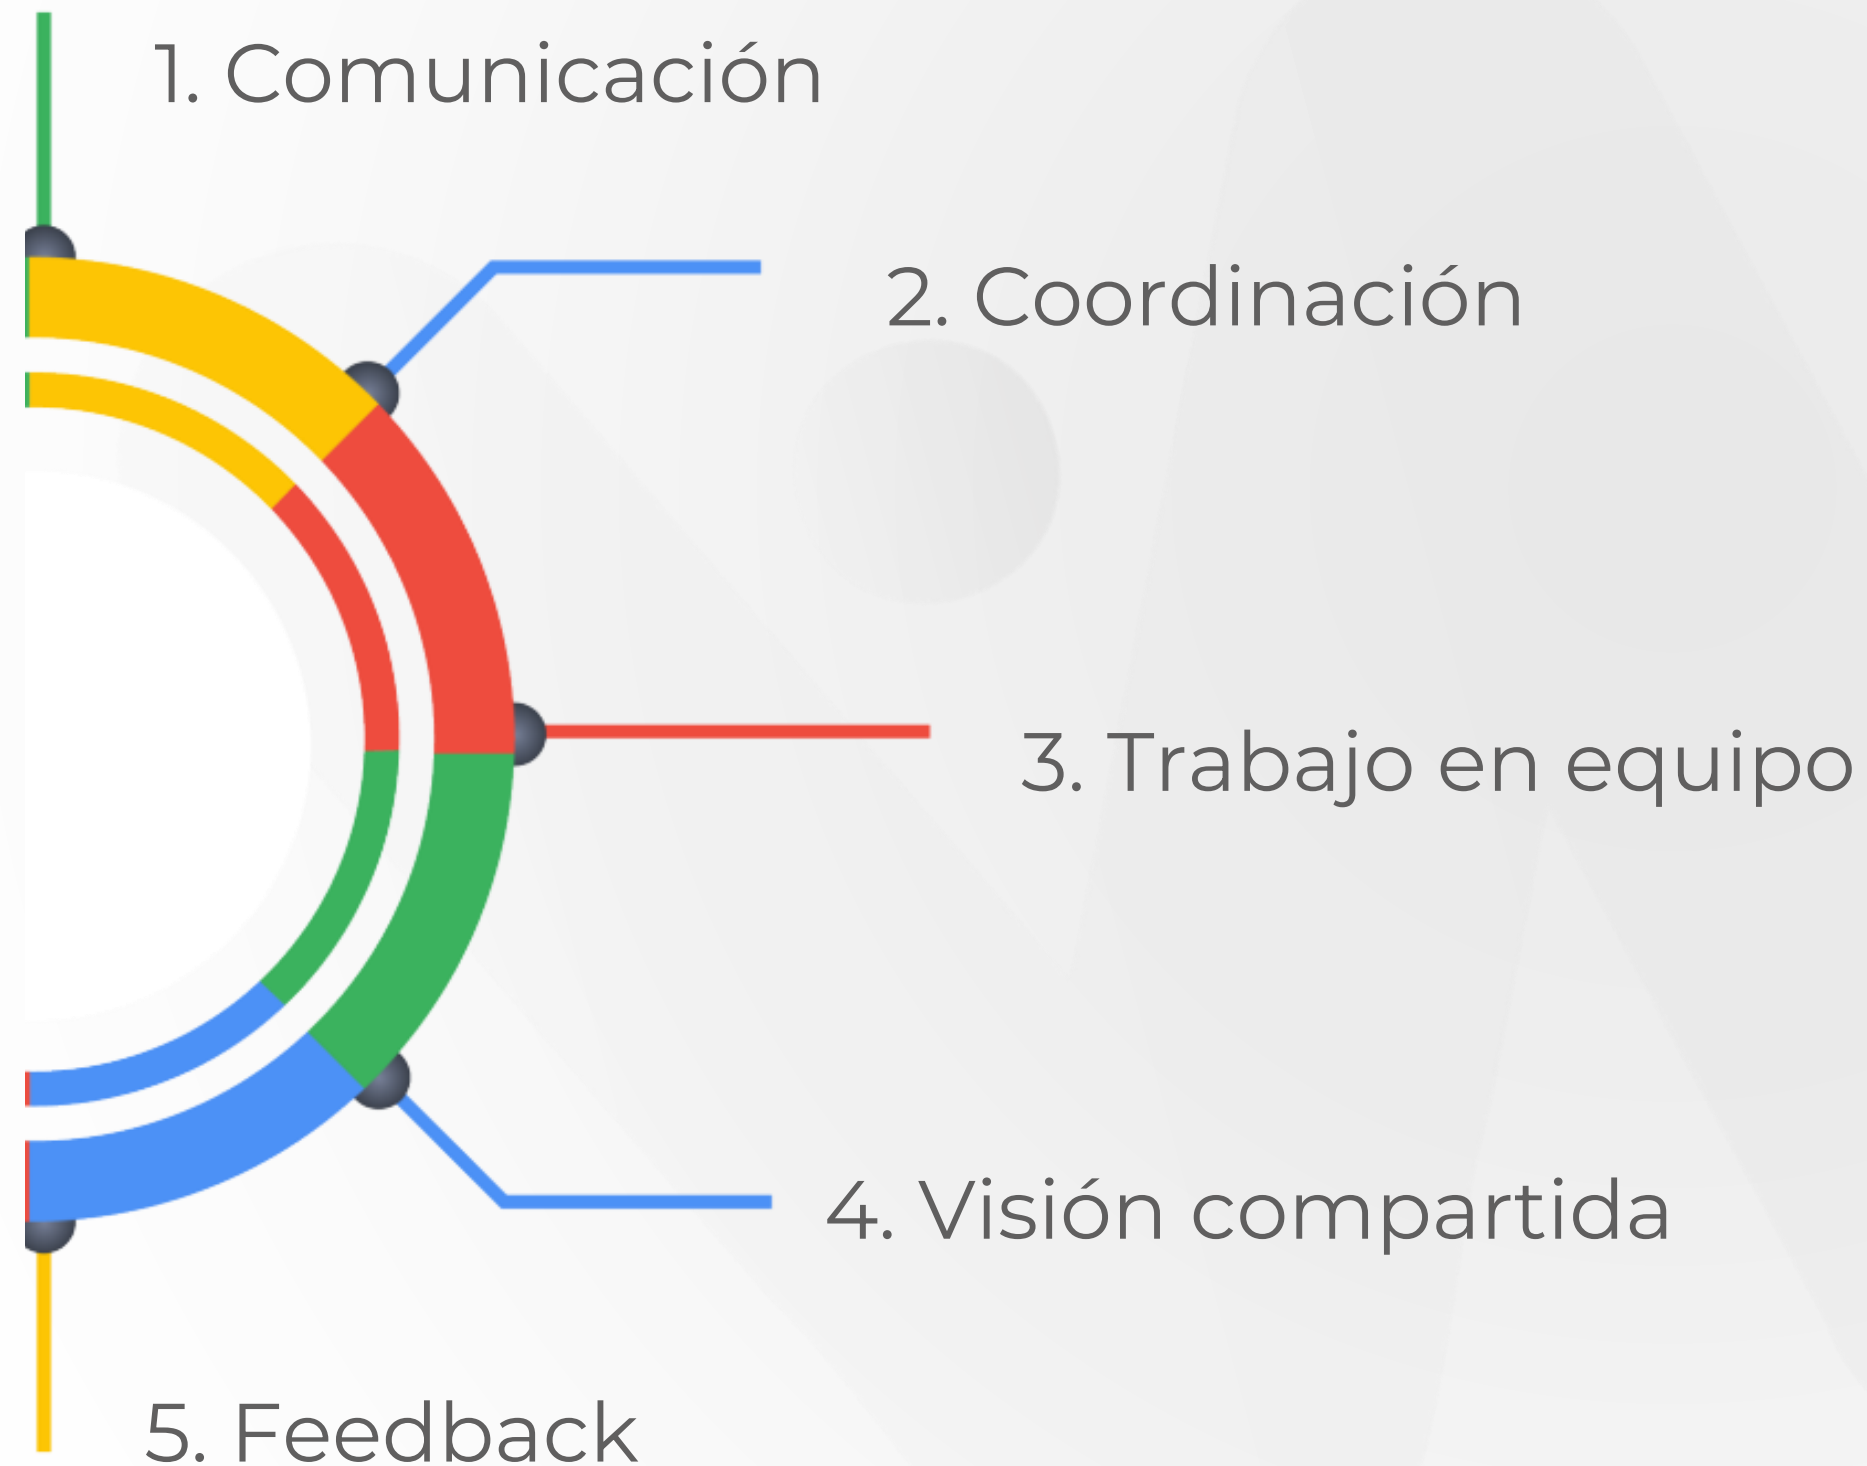 1. Comunicación
2. Coordinación
3. Trabajo en equipo
4. Visión compartida
5. Feedback